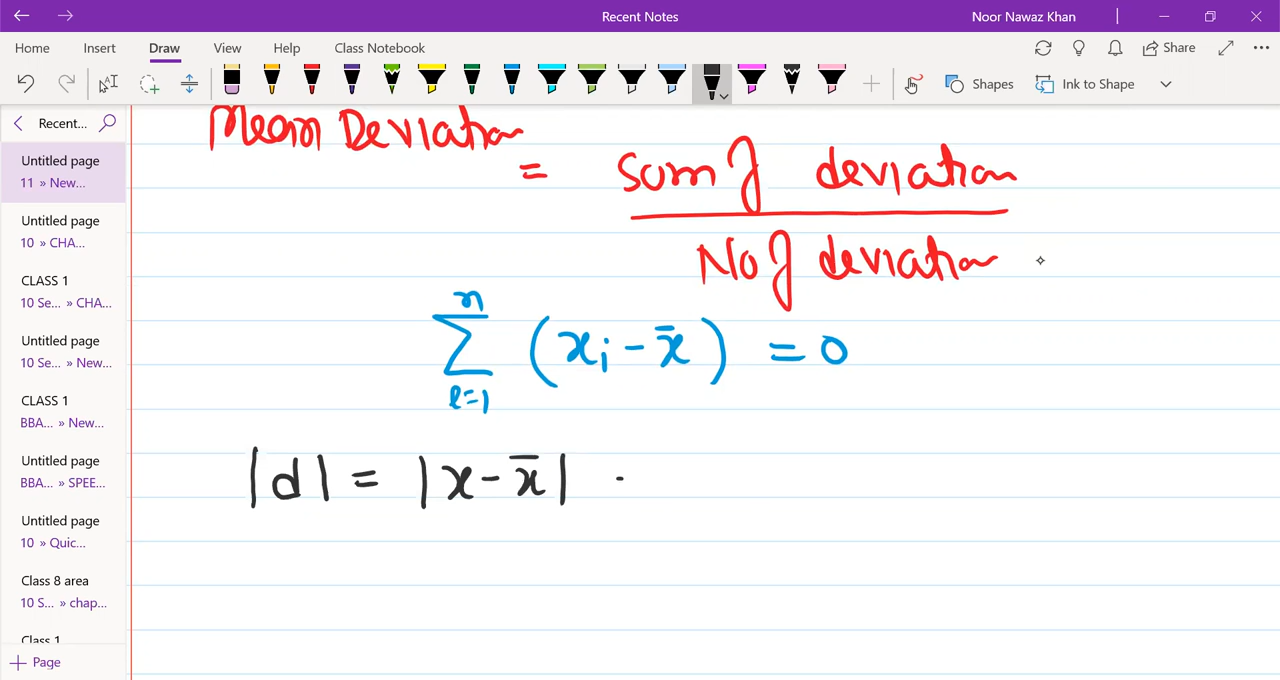 Recent Notes
Noor Nawaz Khan
Home Insert Draw View Help Class Notebook
Share
Shapes
Ink to Shape
Recent...
Untitled page
11 » New...
Untitled page
10 » CHA...
CLASS 1
10 Se... » CHA...
Untitled page
10 Se... » New...
CLASS 1
BBA... » New...
Untitled page
BBA... » SPEE...
Untitled page
10 » Quic...
Class 8 area
10 S... » chap...
Class 1
Page
Mean Deviation
= Sum of deviation
No of deviation
n
∑ (xi - x̄) = 0
i=1
|d| = |x - x̄|